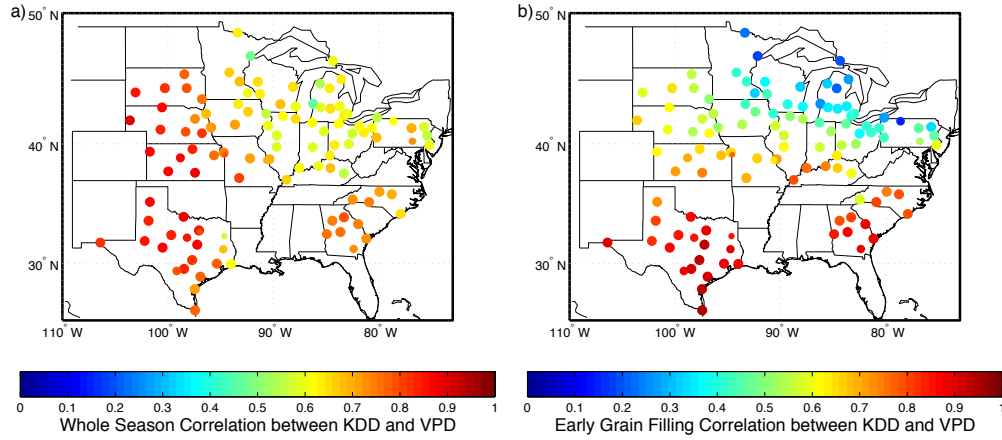 a)
50° N
40° N
30° N
110° W
100° W
90° W
80° W
0 0.1 0.2 0.3 0.4 0.5 0.6 0.7 0.8 0.9 1
Whole Season Correlation between KDD and VPD
b)
50° N
40° N
30° N
110° W
100° W
90° W
80° W
0 0.1 0.2 0.3 0.4 0.5 0.6 0.7 0.8 0.9 1
Early Grain Filling Correlation between KDD and VPD